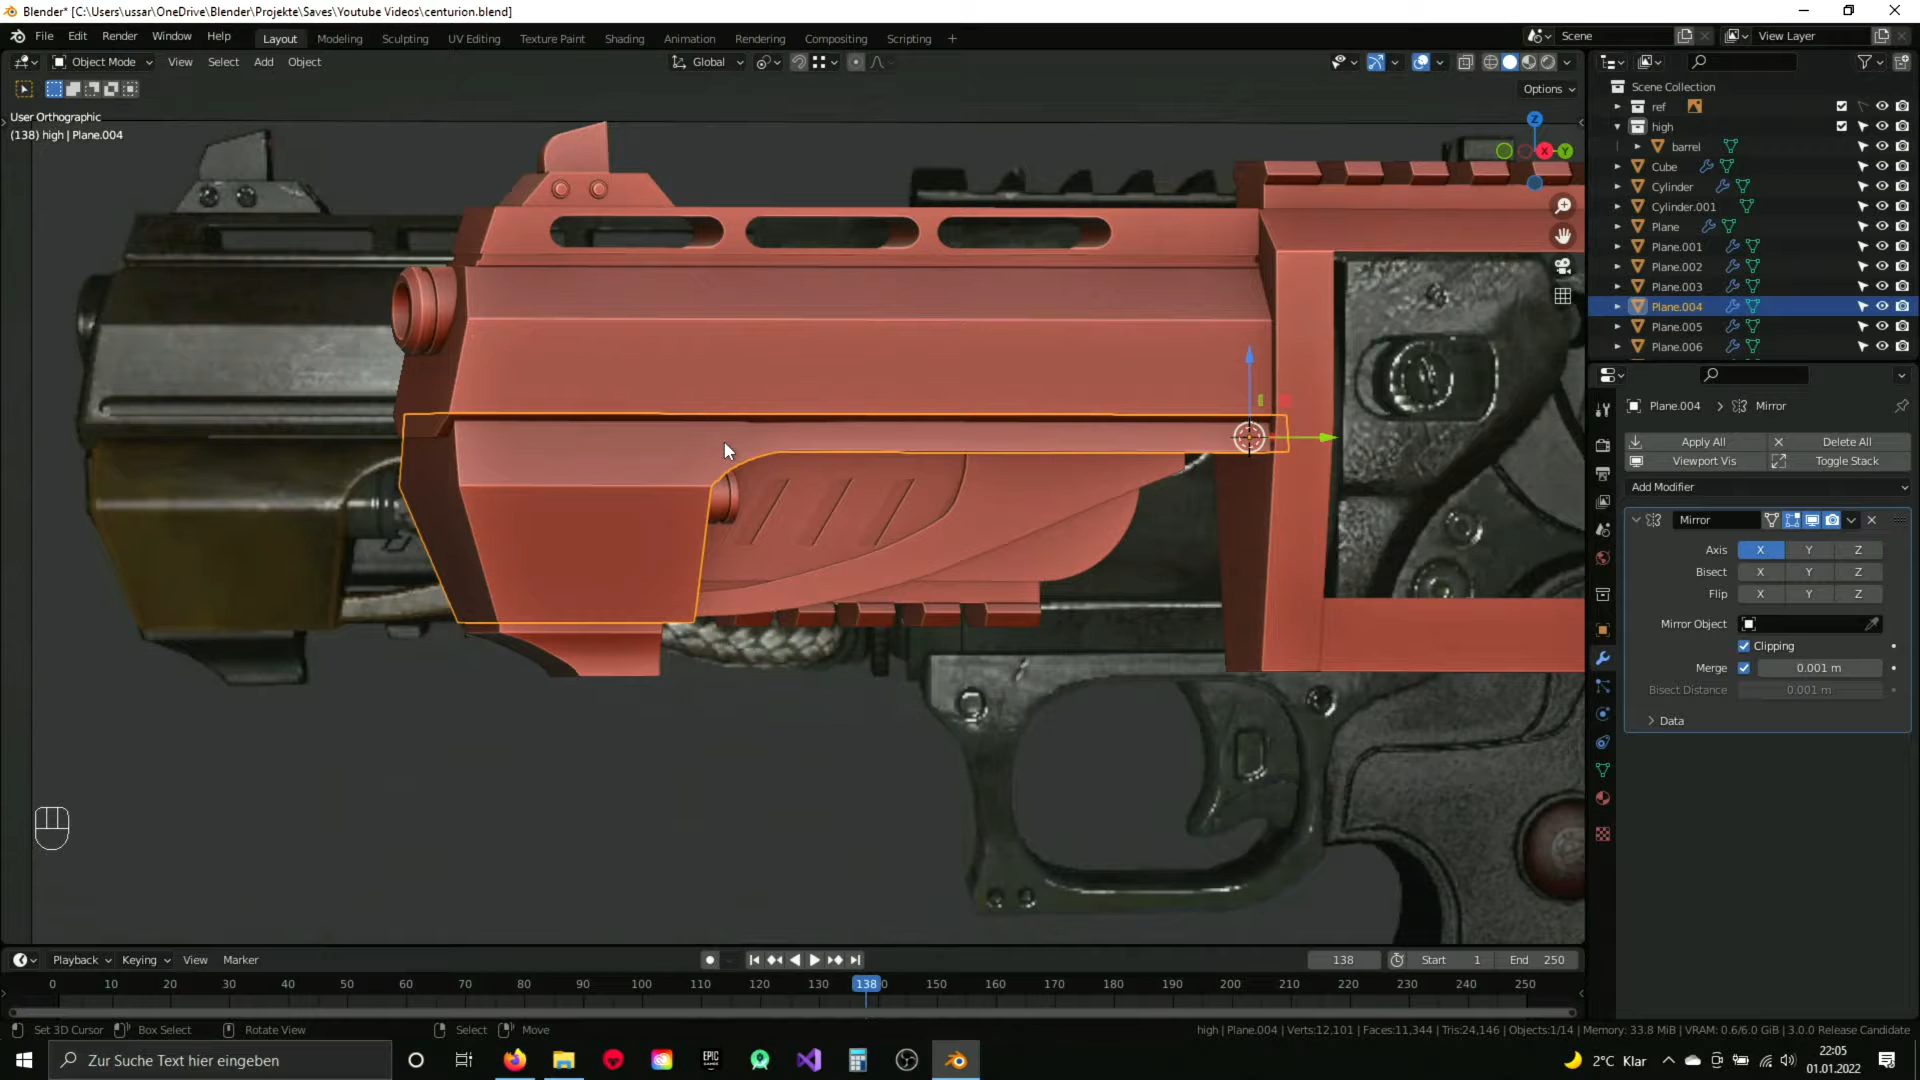 Blender* [C:\Users\ussar\OneDrive\Blender\Projekte\Saves\Youtube Videos\centurion.blend]
File Edit Render Window Help
Layout Modeling Sculpting UV Editing Texture Paint Shading Animation Rendering Compositing Scripting +
Scene
View Layer
Object Mode View Select Add Object
Global
Options
User Orthographic
(138) high | Plane.004
Z
X
Y
Scene Collection
ref
high
barrel
Cube
Cylinder
Cylinder.001
Plane
Plane.001
Plane.002
Plane.003
Plane.004
Plane.005
Plane.006
Plane.004 > Mirror
Apply All Delete All
Viewport Vis Toggle Stack
Add Modifier
Mirror
Axis X Y Z
Bisect X Y Z
Flip X Y Z
Mirror Object
Clipping
Merge 0.001 m
Bisect Distance 0.001 m
Data
Playback Keying View Marker
138 Start 1 End 250
0 10 20 30 40 50 60 70 80 90 100 110 120 130 138 150 160 170 180 190 200 210 220 230 240 250
Set 3D Cursor Box Select Rotate View Select Move
high | Plane.004 | Verts:12,101 | Faces:11,344 | Tris:24,146 | Objects:1/14 | Memory: 33.8 MiB | VRAM: 0.6/6.0 GiB | 3.0.0 Release Candidate
Zur Suche Text hier eingeben
EPIC
GAMES
2°C Klar
22:05
01.01.2022